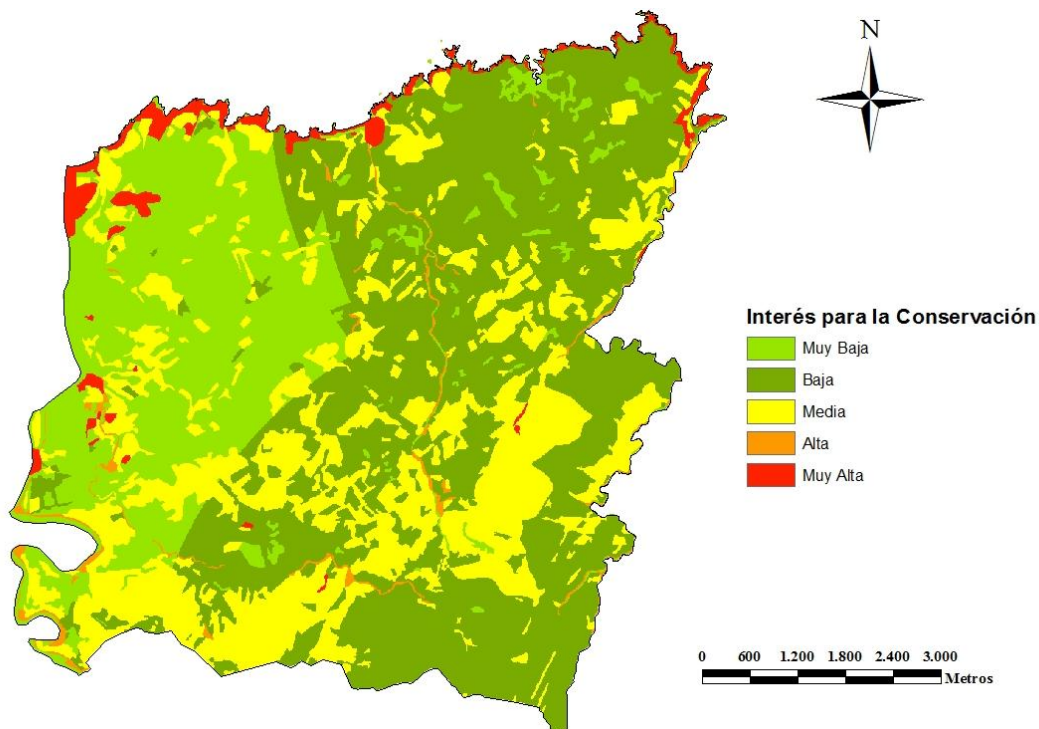 N
Interés para la Conservación
Muy Baja
Baja
Media
Alta
Muy Alta
0 600 1.200 1.800 2.400 3.000
Metros